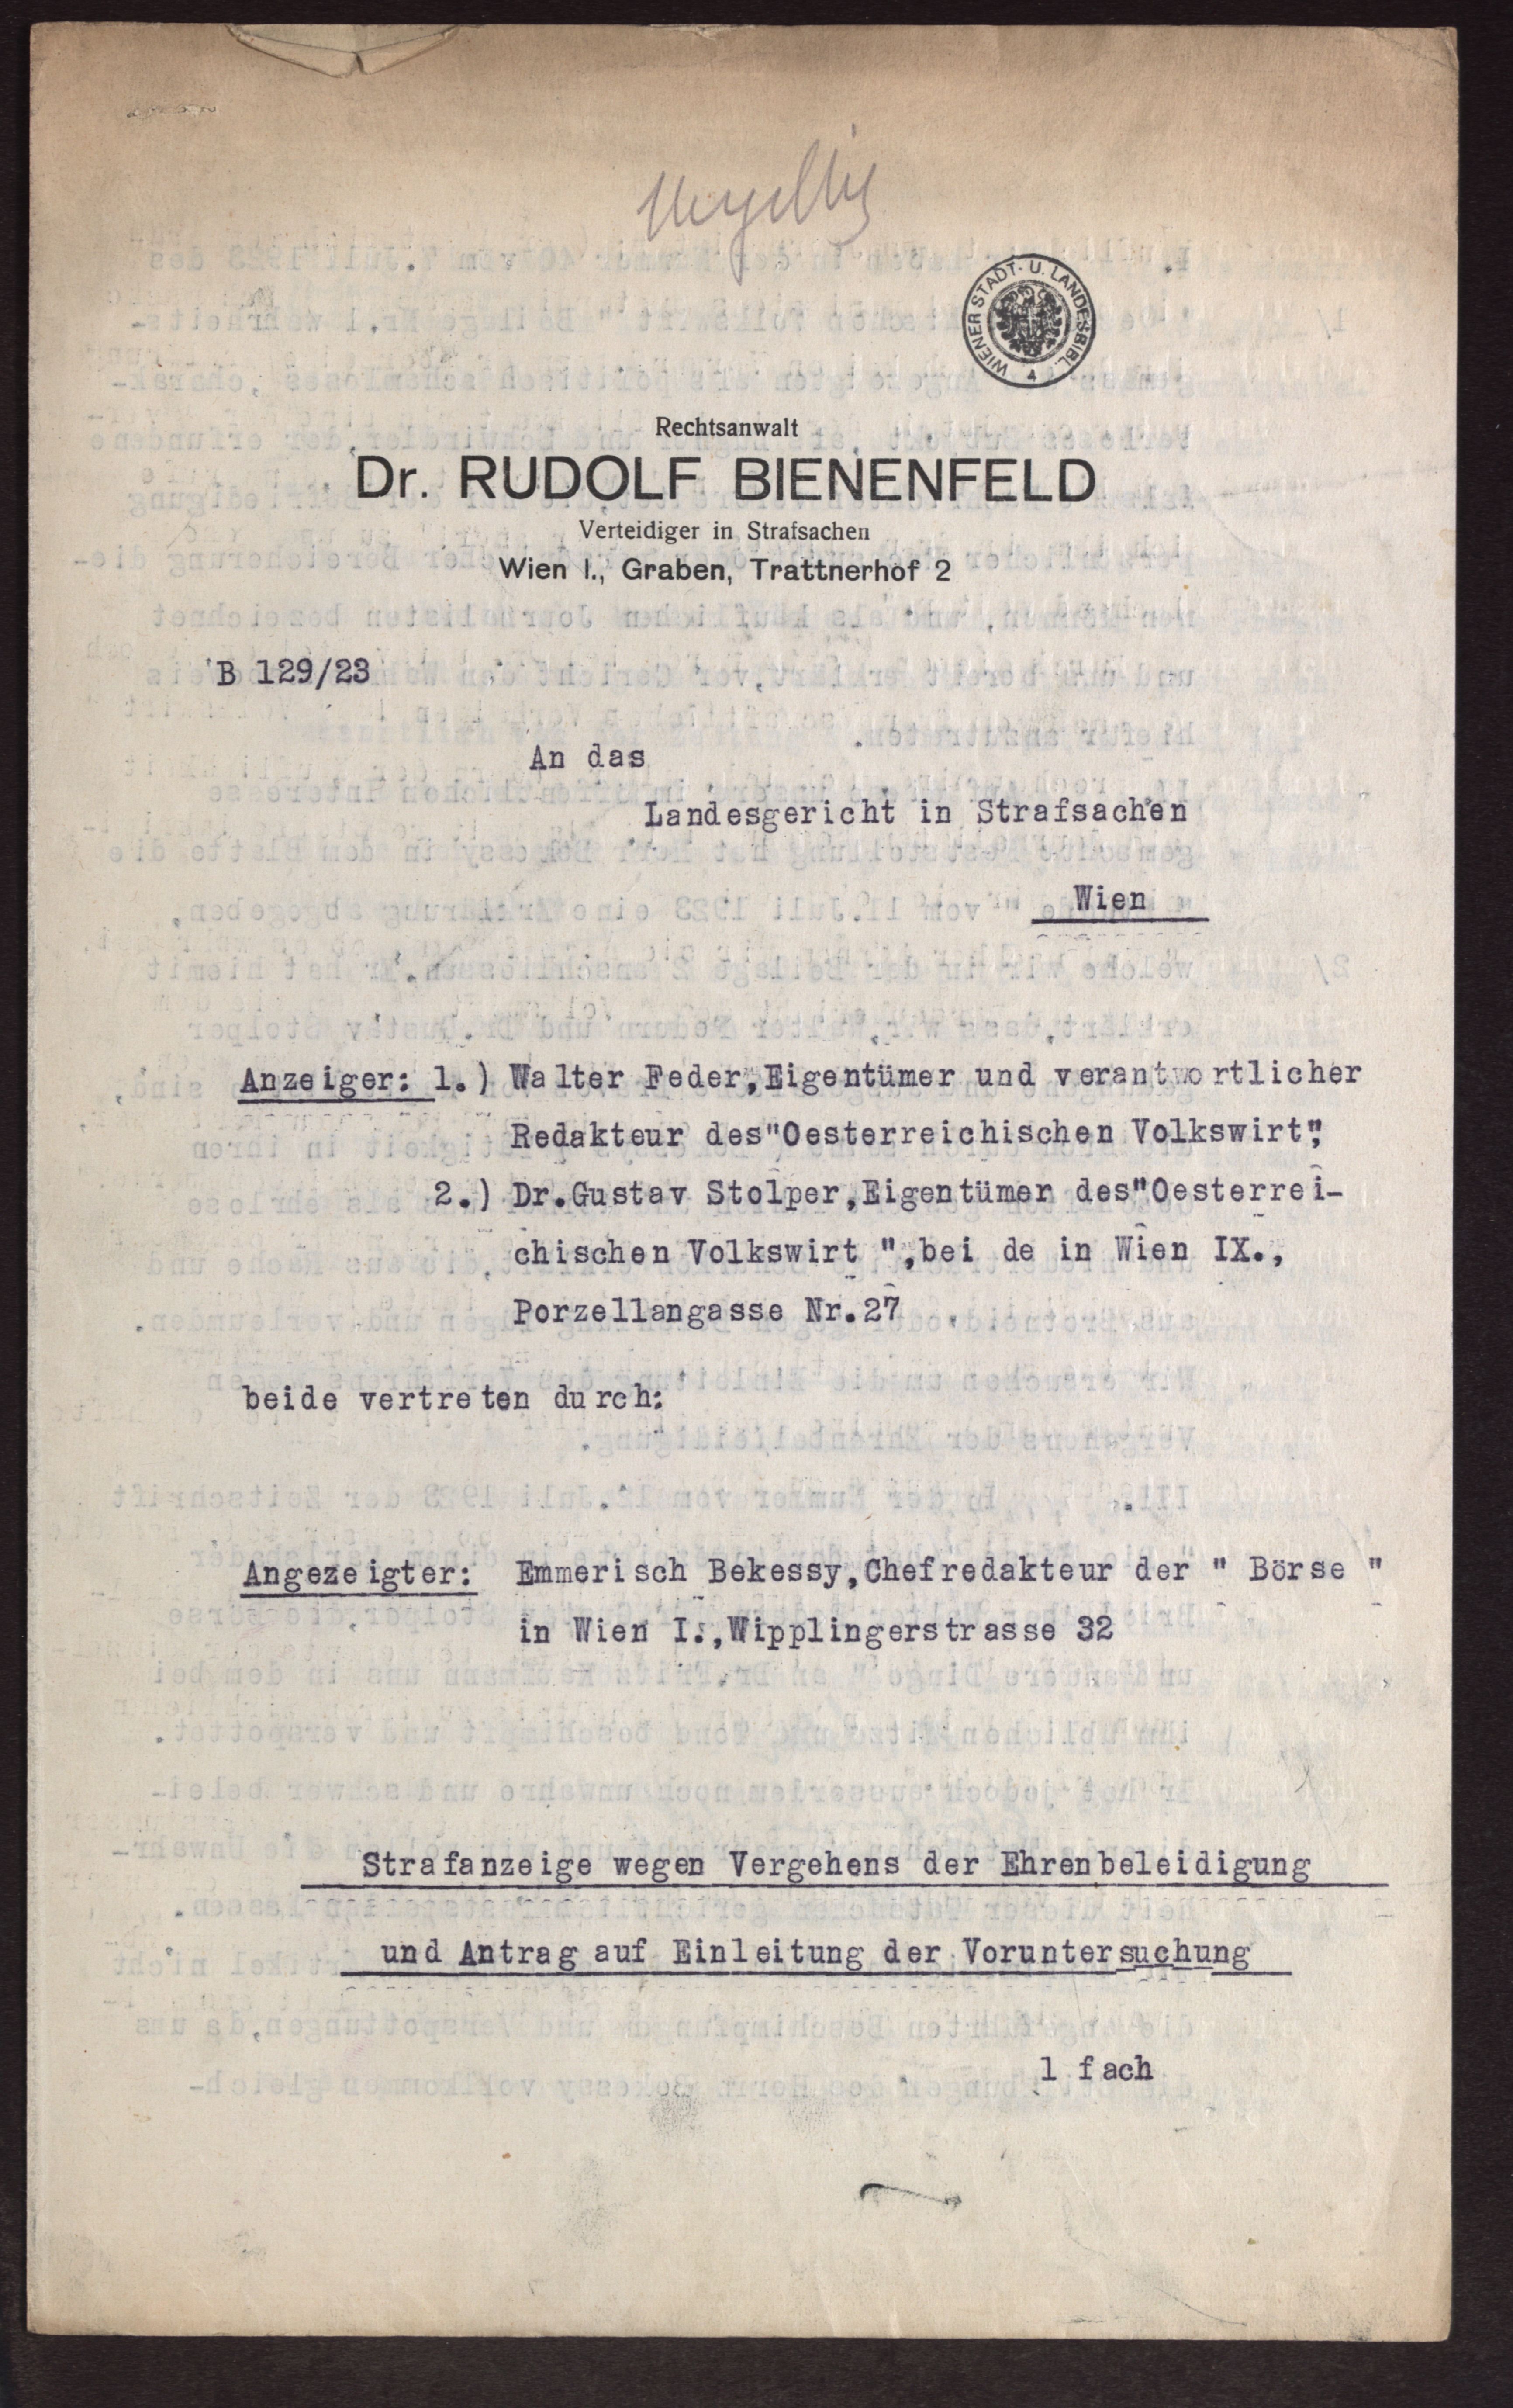 WIENER STADT- U. LANDESBIBL.
Rechtsanwalt
Dr. RUDOLF BIENENFELD
Verteidiger in Strafsachen
Wien I., Graben, Trattnerhof 2
B 129/23
An das
Landesgericht in Strafsachen
Wien
Anzeiger: 1.) Walter Feder,Eigentümer und verantwortlicher
Redakteur des"Oesterreichischen Volkswirt",
2.) Dr.Gustav Stolper,Eigentümer des"Oesterrei-
chischen Volkswirt ",bei de in Wien IX.,
Porzellangasse Nr.27
beide vertreten durch:
Angezeigter: Emmerisch Bekessy,Chefredakteur der " Börse "
in Wien I.,Wipplingerstrasse 32
Strafanzeige wegen Vergehens der Ehrenbeleidigung
und Antrag auf Einleitung der Voruntersuchung
1 fach